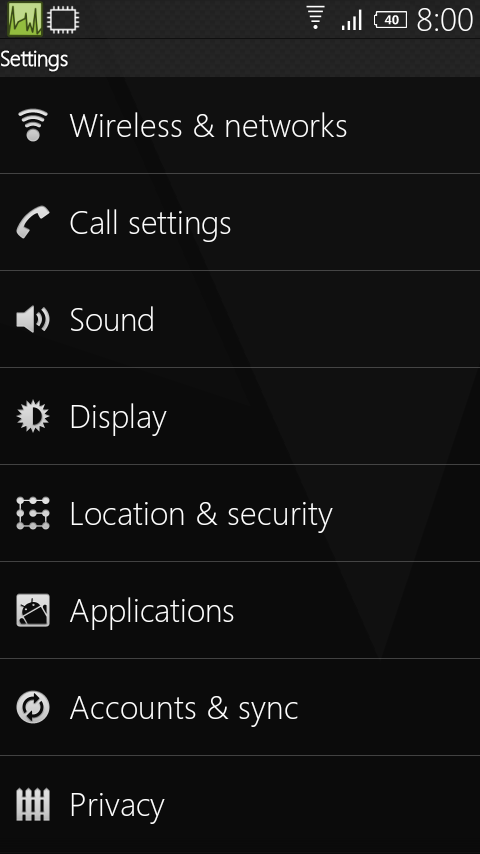 40 8:00
Settings
Wireless & networks
Call settings
Sound
Display
Location & security
Applications
Accounts & sync
Privacy